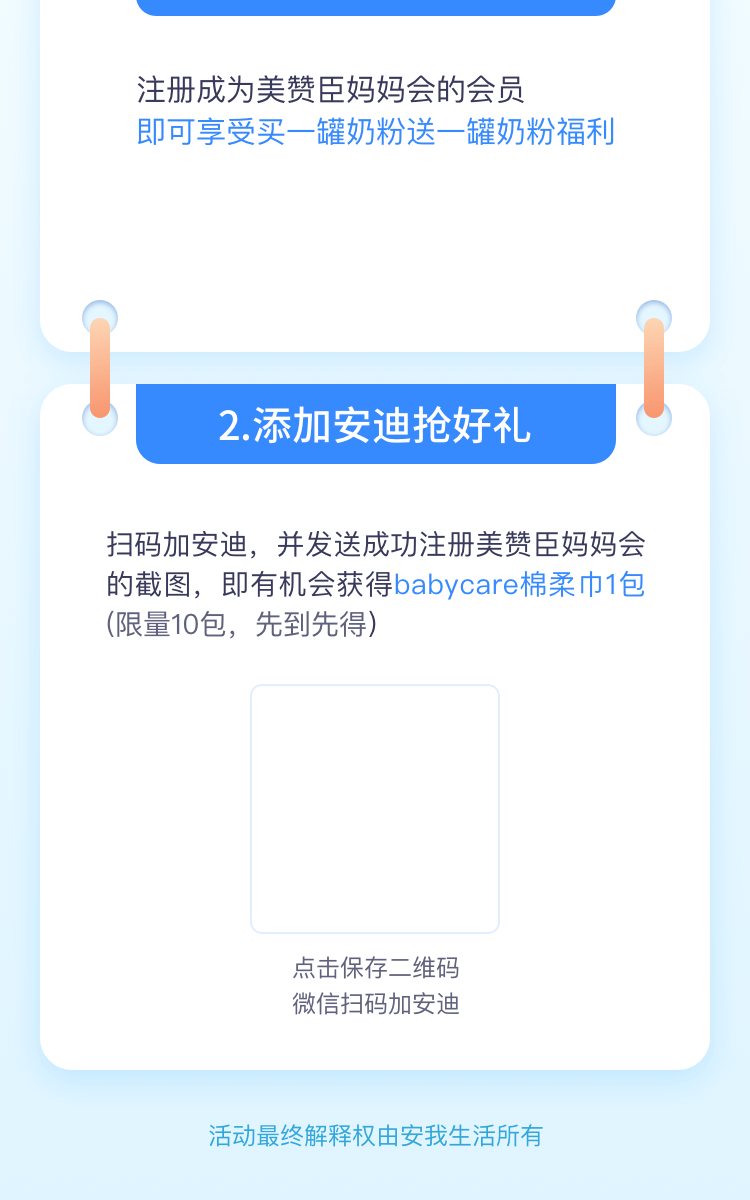 注册成为美赞臣妈妈会的会员
即可享受买一罐奶粉送一罐奶粉福利
2.添加安迪抢好礼
扫码加安迪，并发送成功注册美赞臣妈妈会
的截图，即有机会获得babycare棉柔巾1包
(限量10包，先到先得)
点击保存二维码
微信扫码加安迪
活动最终解释权由安我生活所有